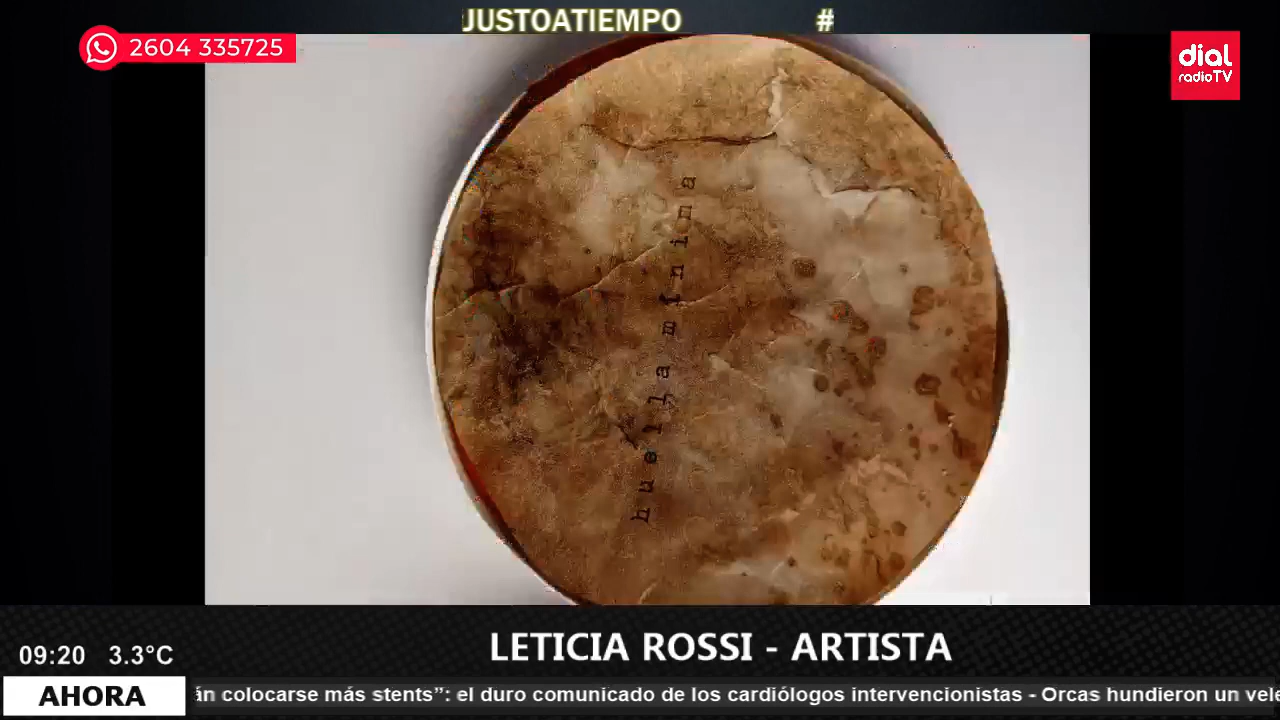 JUSTOATIEMPO #
2604 335725
dial
radioTV
huella mínima
LETICIA ROSSI - ARTISTA
09:20 3.3°C
AHORA
án colocarse más stents”: el duro comunicado de los cardiólogos intervencionistas - Orcas hundieron un vele